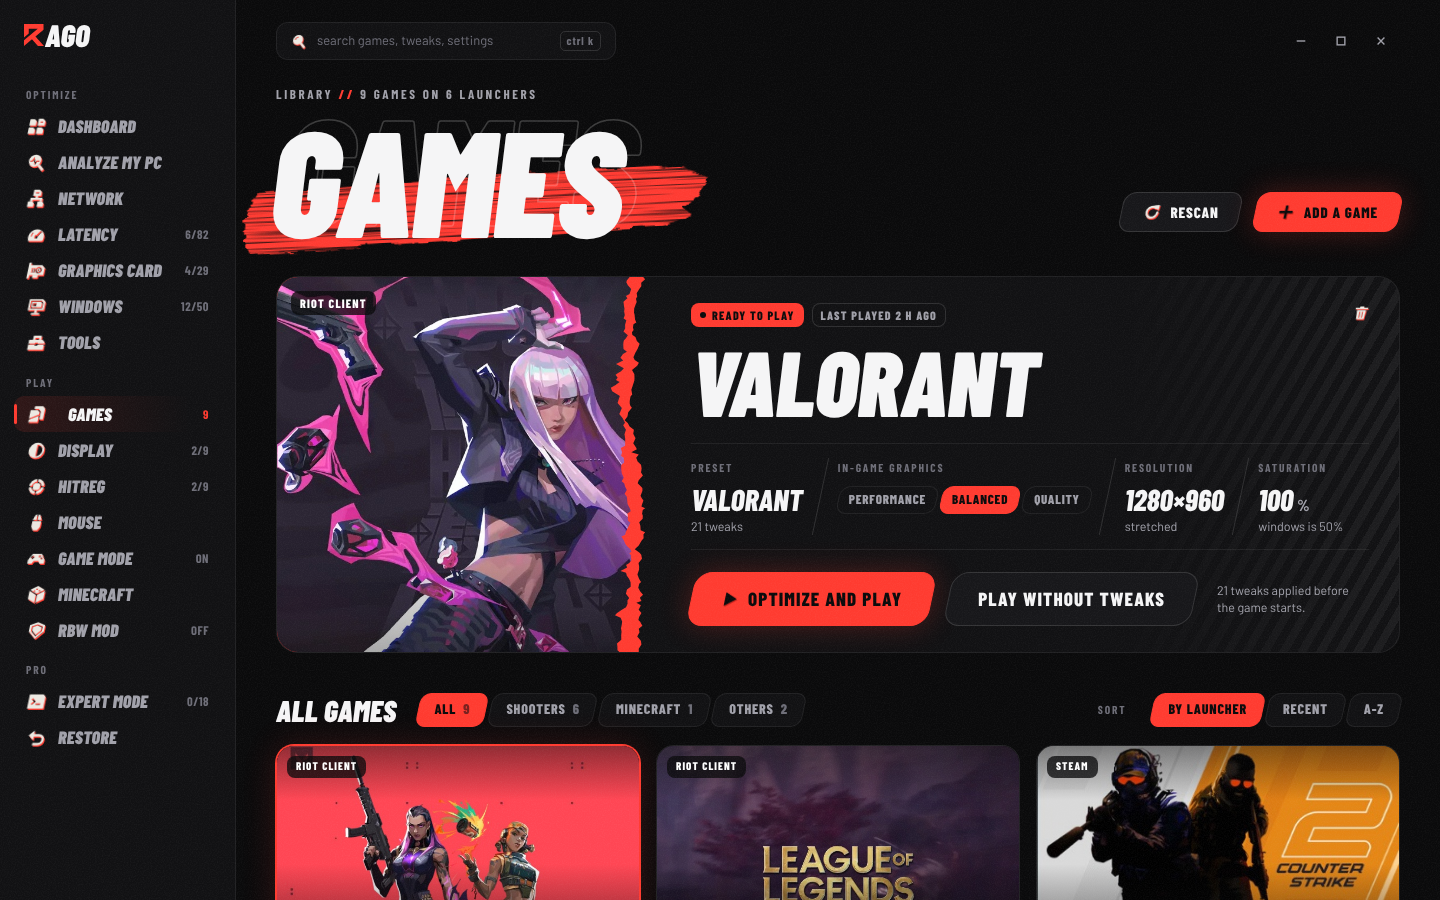 RAGO
search games, tweaks, settings
ctrl k
OPTIMIZE
DASHBOARD
ANALYZE MY PC
NETWORK
LATENCY 6/82
GRAPHICS CARD 4/29
WINDOWS 12/50
TOOLS
PLAY
GAMES 9
DISPLAY 2/9
HITREG 2/9
MOUSE
GAME MODE ON
MINECRAFT
RBW MOD OFF
PRO
EXPERT MODE 0/18
RESTORE
LIBRARY // 9 GAMES ON 6 LAUNCHERS
GAMES
RESCAN
ADD A GAME
RIOT CLIENT
READY TO PLAY
LAST PLAYED 2 H AGO
VALORANT
PRESET
VALORANT
21 tweaks
IN-GAME GRAPHICS
PERFORMANCE
BALANCED
QUALITY
RESOLUTION
1280×960
stretched
SATURATION
100 %
windows is 50%
OPTIMIZE AND PLAY
PLAY WITHOUT TWEAKS
21 tweaks applied before
the game starts.
ALL GAMES
ALL 9
SHOOTERS 6
MINECRAFT 1
OTHERS 2
SORT
BY LAUNCHER
RECENT
A-Z
RIOT CLIENT
RIOT CLIENT
LEAGUE OF
LEGENDS
STEAM
2
COUNTER
STRIKE